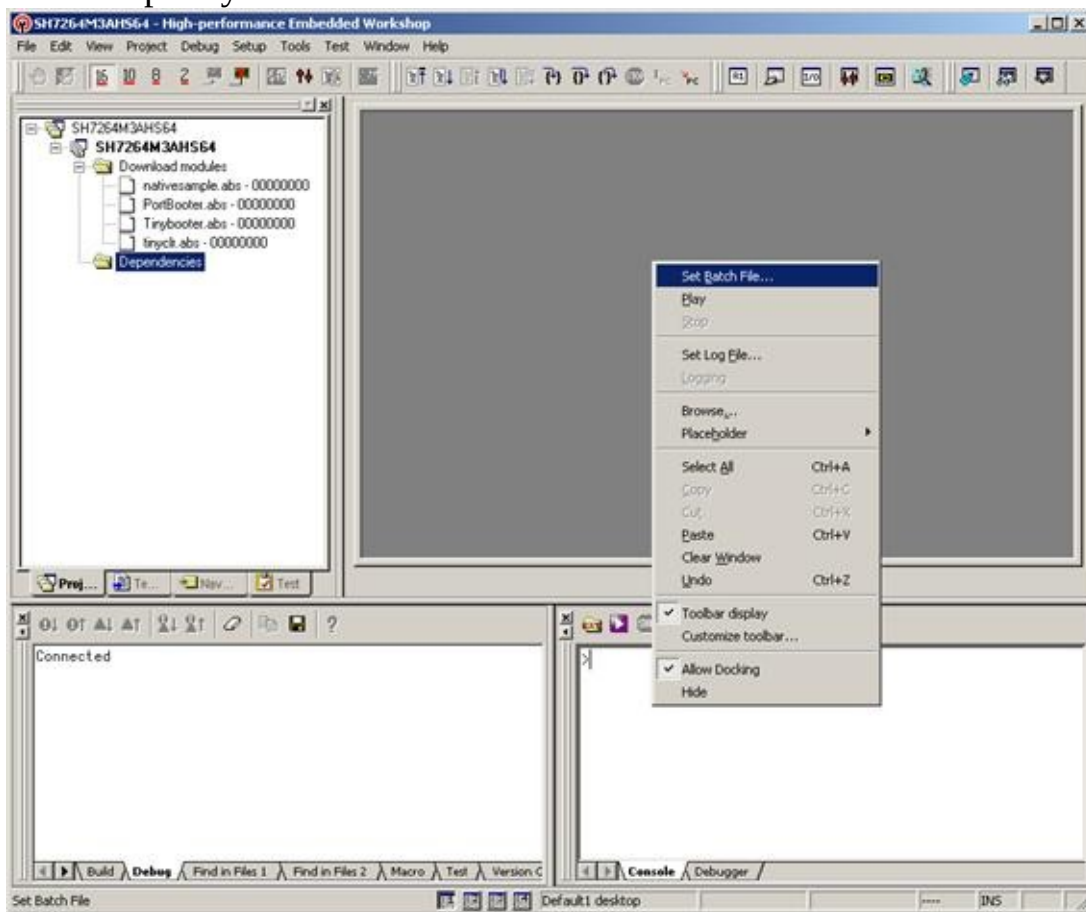 SH7264M3AHS64 - High-performance Embedded Workshop
File Edit View Project Debug Setup Tools Test Window Help
SH7264M3AHS64
SH7264M3AHS64
Download modules
nativesample.abs - 00000000
PortBooter.abs - 00000000
Tinybooter.abs - 00000000
tinyclr.abs - 00000000
Dependencies
Proj... Te... Nav... Test
Set Batch File...
Play
Stop
Set Log File...
Logging
Browse...
Placeholder
Select All Ctrl+A
Copy Ctrl+C
Cut Ctrl+X
Paste Ctrl+V
Clear Window
Undo Ctrl+Z
Toolbar display
Customize toolbar...
Allow Docking
Hide
Connected
>
Build Debug Find in Files 1 Find in Files 2 Macro Test Version C
Console Debugger
Set Batch File Default1 desktop INS